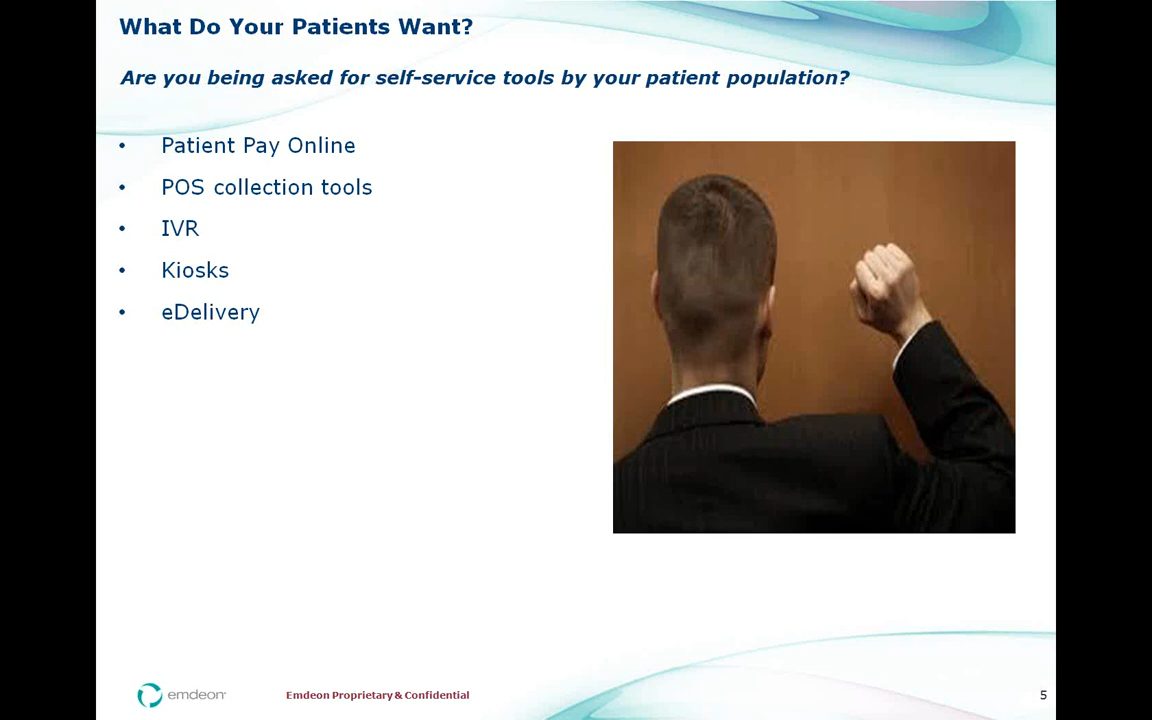 What Do Your Patients Want?
Are you being asked for self-service tools by your patient population?
• Patient Pay Online
• POS collection tools
• IVR
• Kiosks
• eDelivery
emdeon
Emdeon Proprietary & Confidential
5